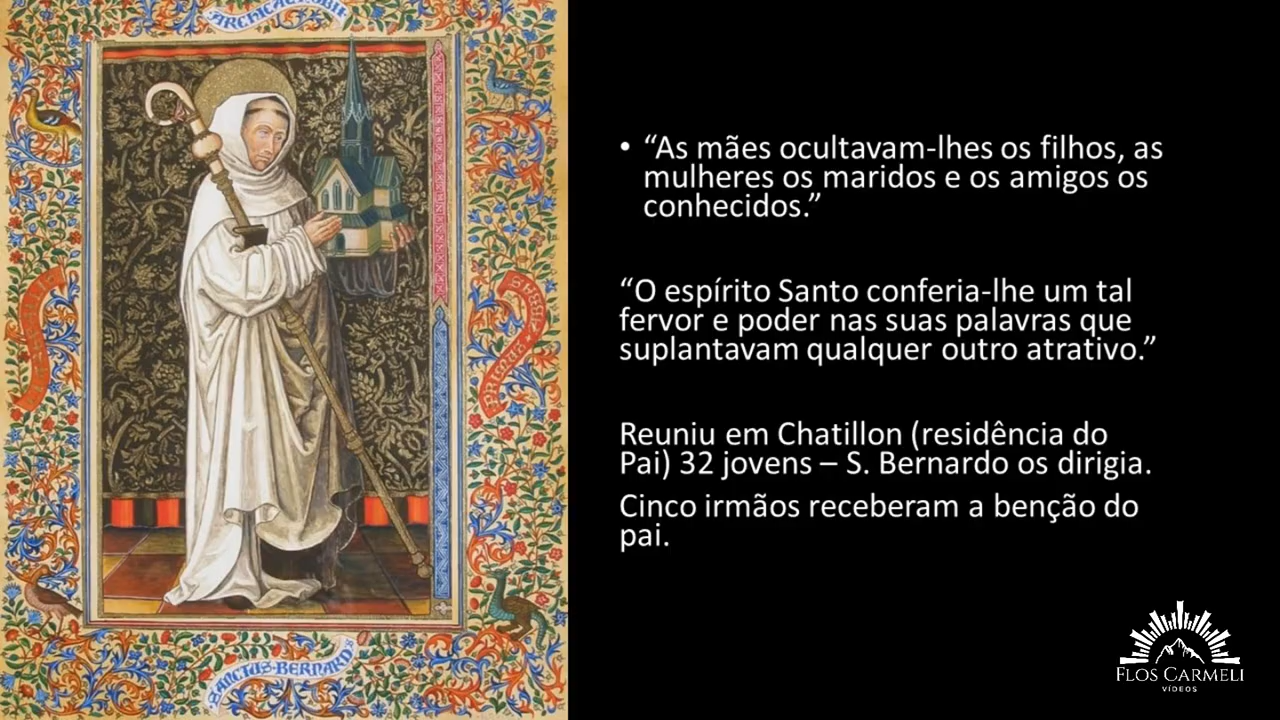 SANCTUS·BERNARDS
• “As mães ocultavam-lhes os filhos, as
mulheres os maridos e os amigos os
conhecidos.”
“O espírito Santo conferia-lhe um tal
fervor e poder nas suas palavras que
suplantavam qualquer outro atrativo.”
Reuniu em Chatillon (residência do
Pai) 32 jovens – S. Bernardo os dirigia.
Cinco irmãos receberam a benção do
pai.
FLOS CARMELI
VÍDEOS